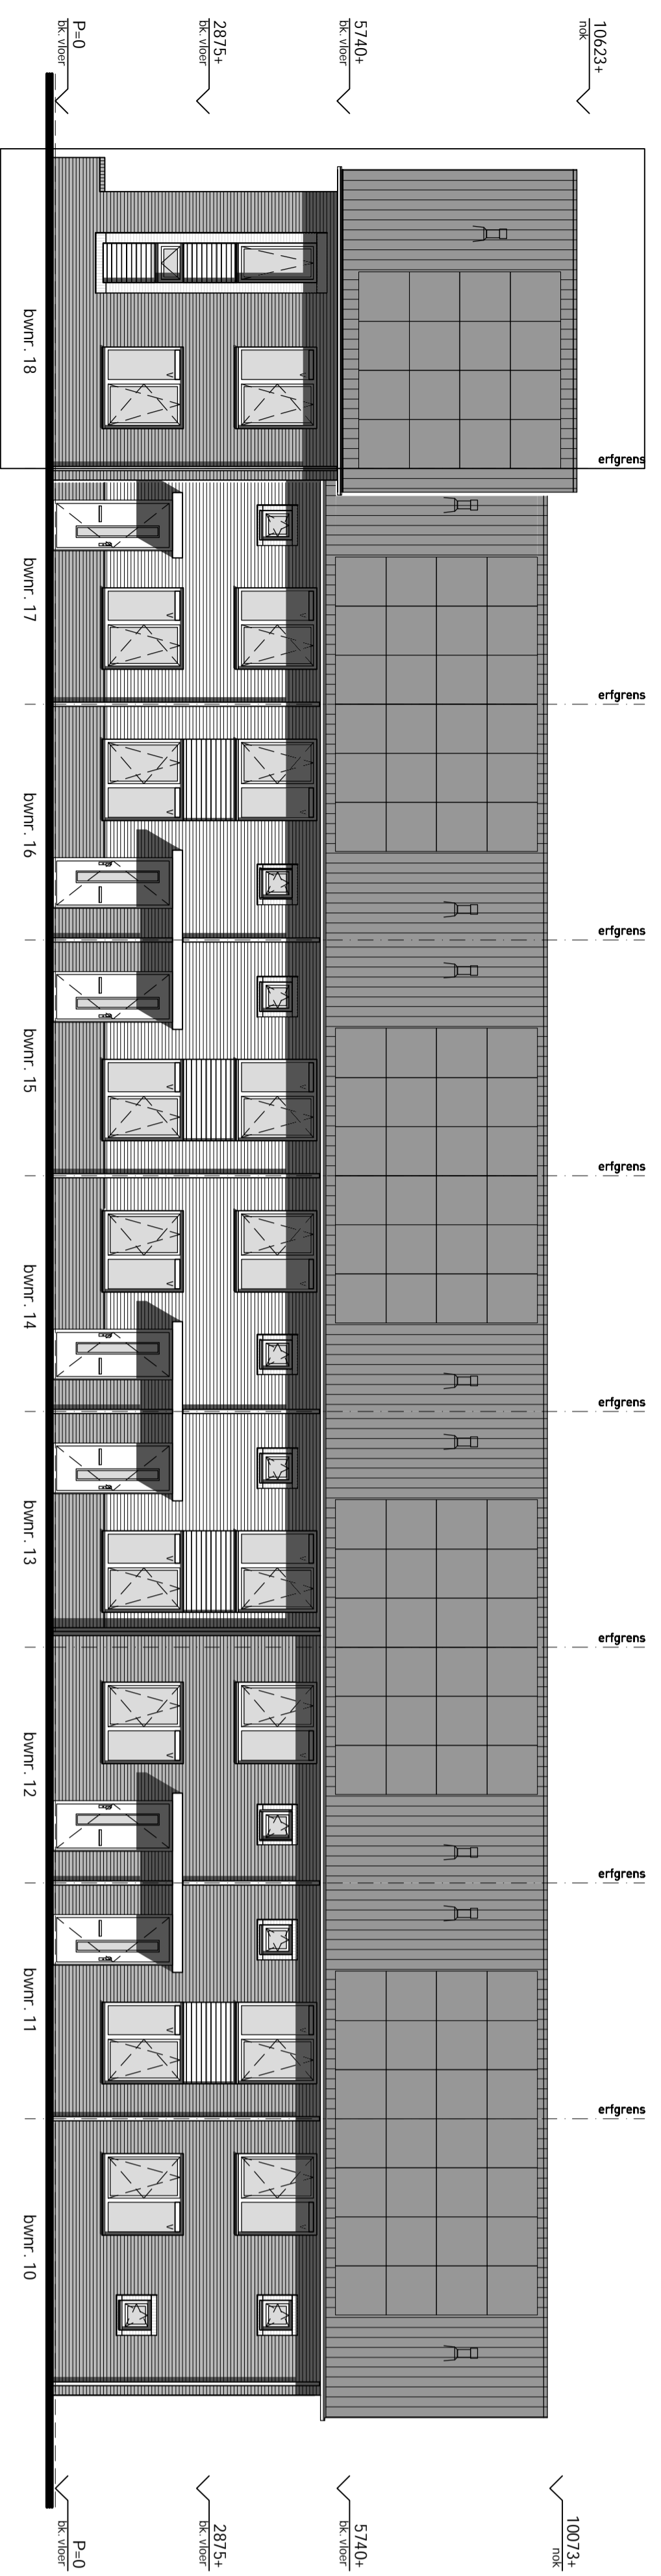 10623+
nok
5740+
bk. vloer
2875+
bk. vloer
P=0
bk. vloer
erfgrens
erfgrens
erfgrens
erfgrens
erfgrens
erfgrens
erfgrens
erfgrens
bwnr. 18
bwnr. 17
bwnr. 16
bwnr. 15
bwnr. 14
bwnr. 13
bwnr. 12
bwnr. 11
bwnr. 10
10073+
nok
5740+
bk. vloer
2875+
bk. vloer
P=0
bk. vloer